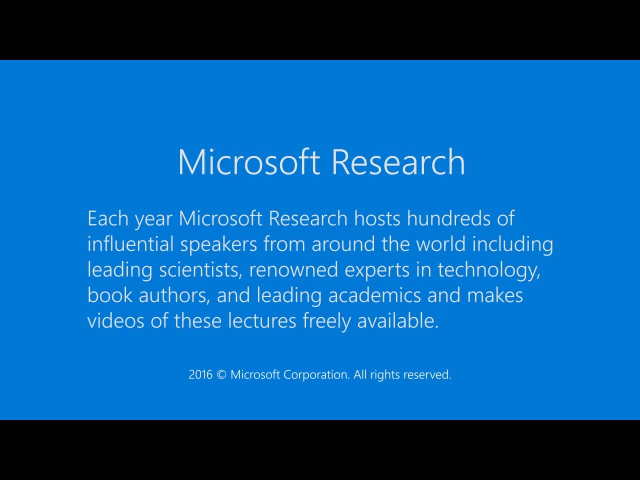 Microsoft Research
Each year Microsoft Research hosts hundreds of
influential speakers from around the world including
leading scientists, renowned experts in technology,
book authors, and leading academics and makes
videos of these lectures freely available.
2016 © Microsoft Corporation. All rights reserved.